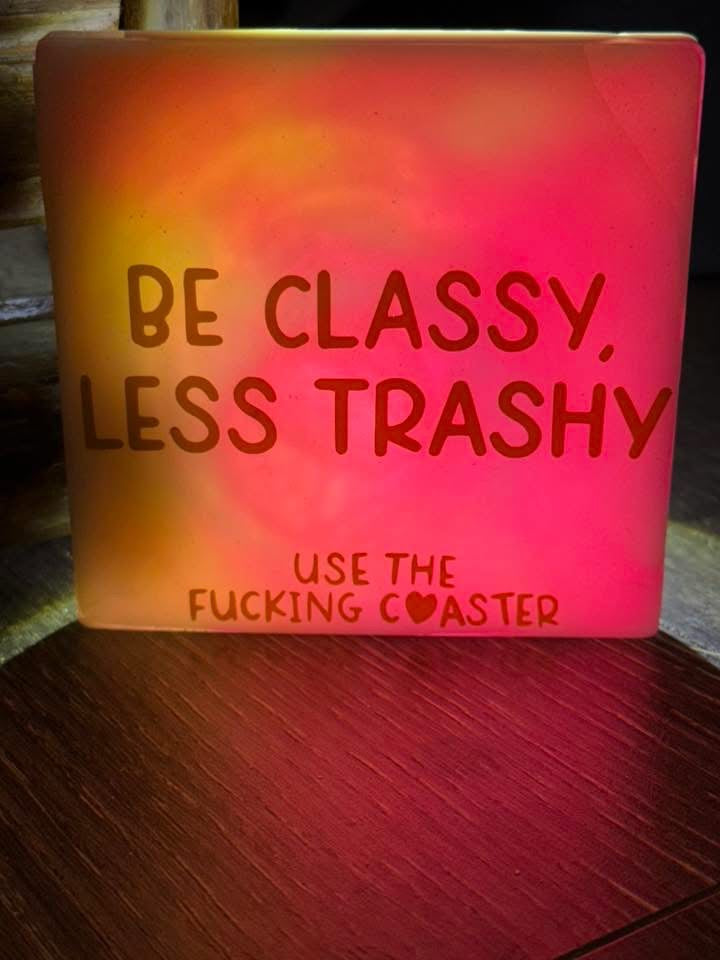 BE CLASSY,
LESS TRASHY
USE THE
FUCKING C♥ASTER